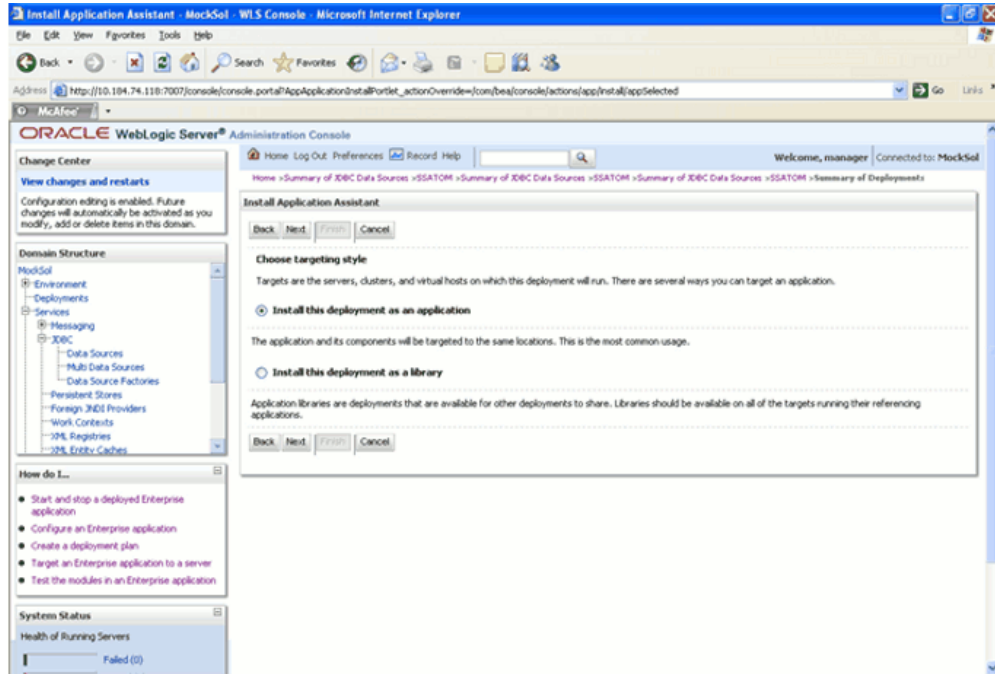 Install Application Assistant - MockSol - WLS Console - Microsoft Internet Explorer
File Edit View Favorites Tools Help
Back Search Favorites
Address http://10.184.74.118:7007/console/console.portal?AppApplicationInstallPortlet_actionOverride=/com/bea/console/actions/app/install/appSelected Go Links
McAfee
ORACLE WebLogic Server® Administration Console
Change Center
View changes and restarts
Configuration editing is enabled. Future
changes will automatically be activated as you
modify, add or delete items in this domain.
Domain Structure
MockSol
Environment
Deployments
Services
Messaging
JDBC
Data Sources
Multi Data Sources
Data Source Factories
Persistent Stores
Foreign JNDI Providers
Work Contexts
XML Registries
XML Entity Caches
How do I...
Start and stop a deployed Enterprise
application
Configure an Enterprise application
Create a deployment plan
Target an Enterprise application to a server
Test the modules in an Enterprise application
System Status
Health of Running Servers
Failed (0)
Home Log Out Preferences Record Help
Welcome, manager Connected to: MockSol
Home >Summary of JDBC Data Sources >SSATOM >Summary of JDBC Data Sources >SSATOM >Summary of JDBC Data Sources >SSATOM >Summary of Deployments
Install Application Assistant
Back Next Finish Cancel
Choose targeting style
Targets are the servers, clusters, and virtual hosts on which this deployment will run. There are several ways you can target an application.
Install this deployment as an application
The application and its components will be targeted to the same locations. This is the most common usage.
Install this deployment as a library
Application libraries are deployments that are available for other deployments to share. Libraries should be available on all of the targets running their referencing
applications.
Back Next Finish Cancel